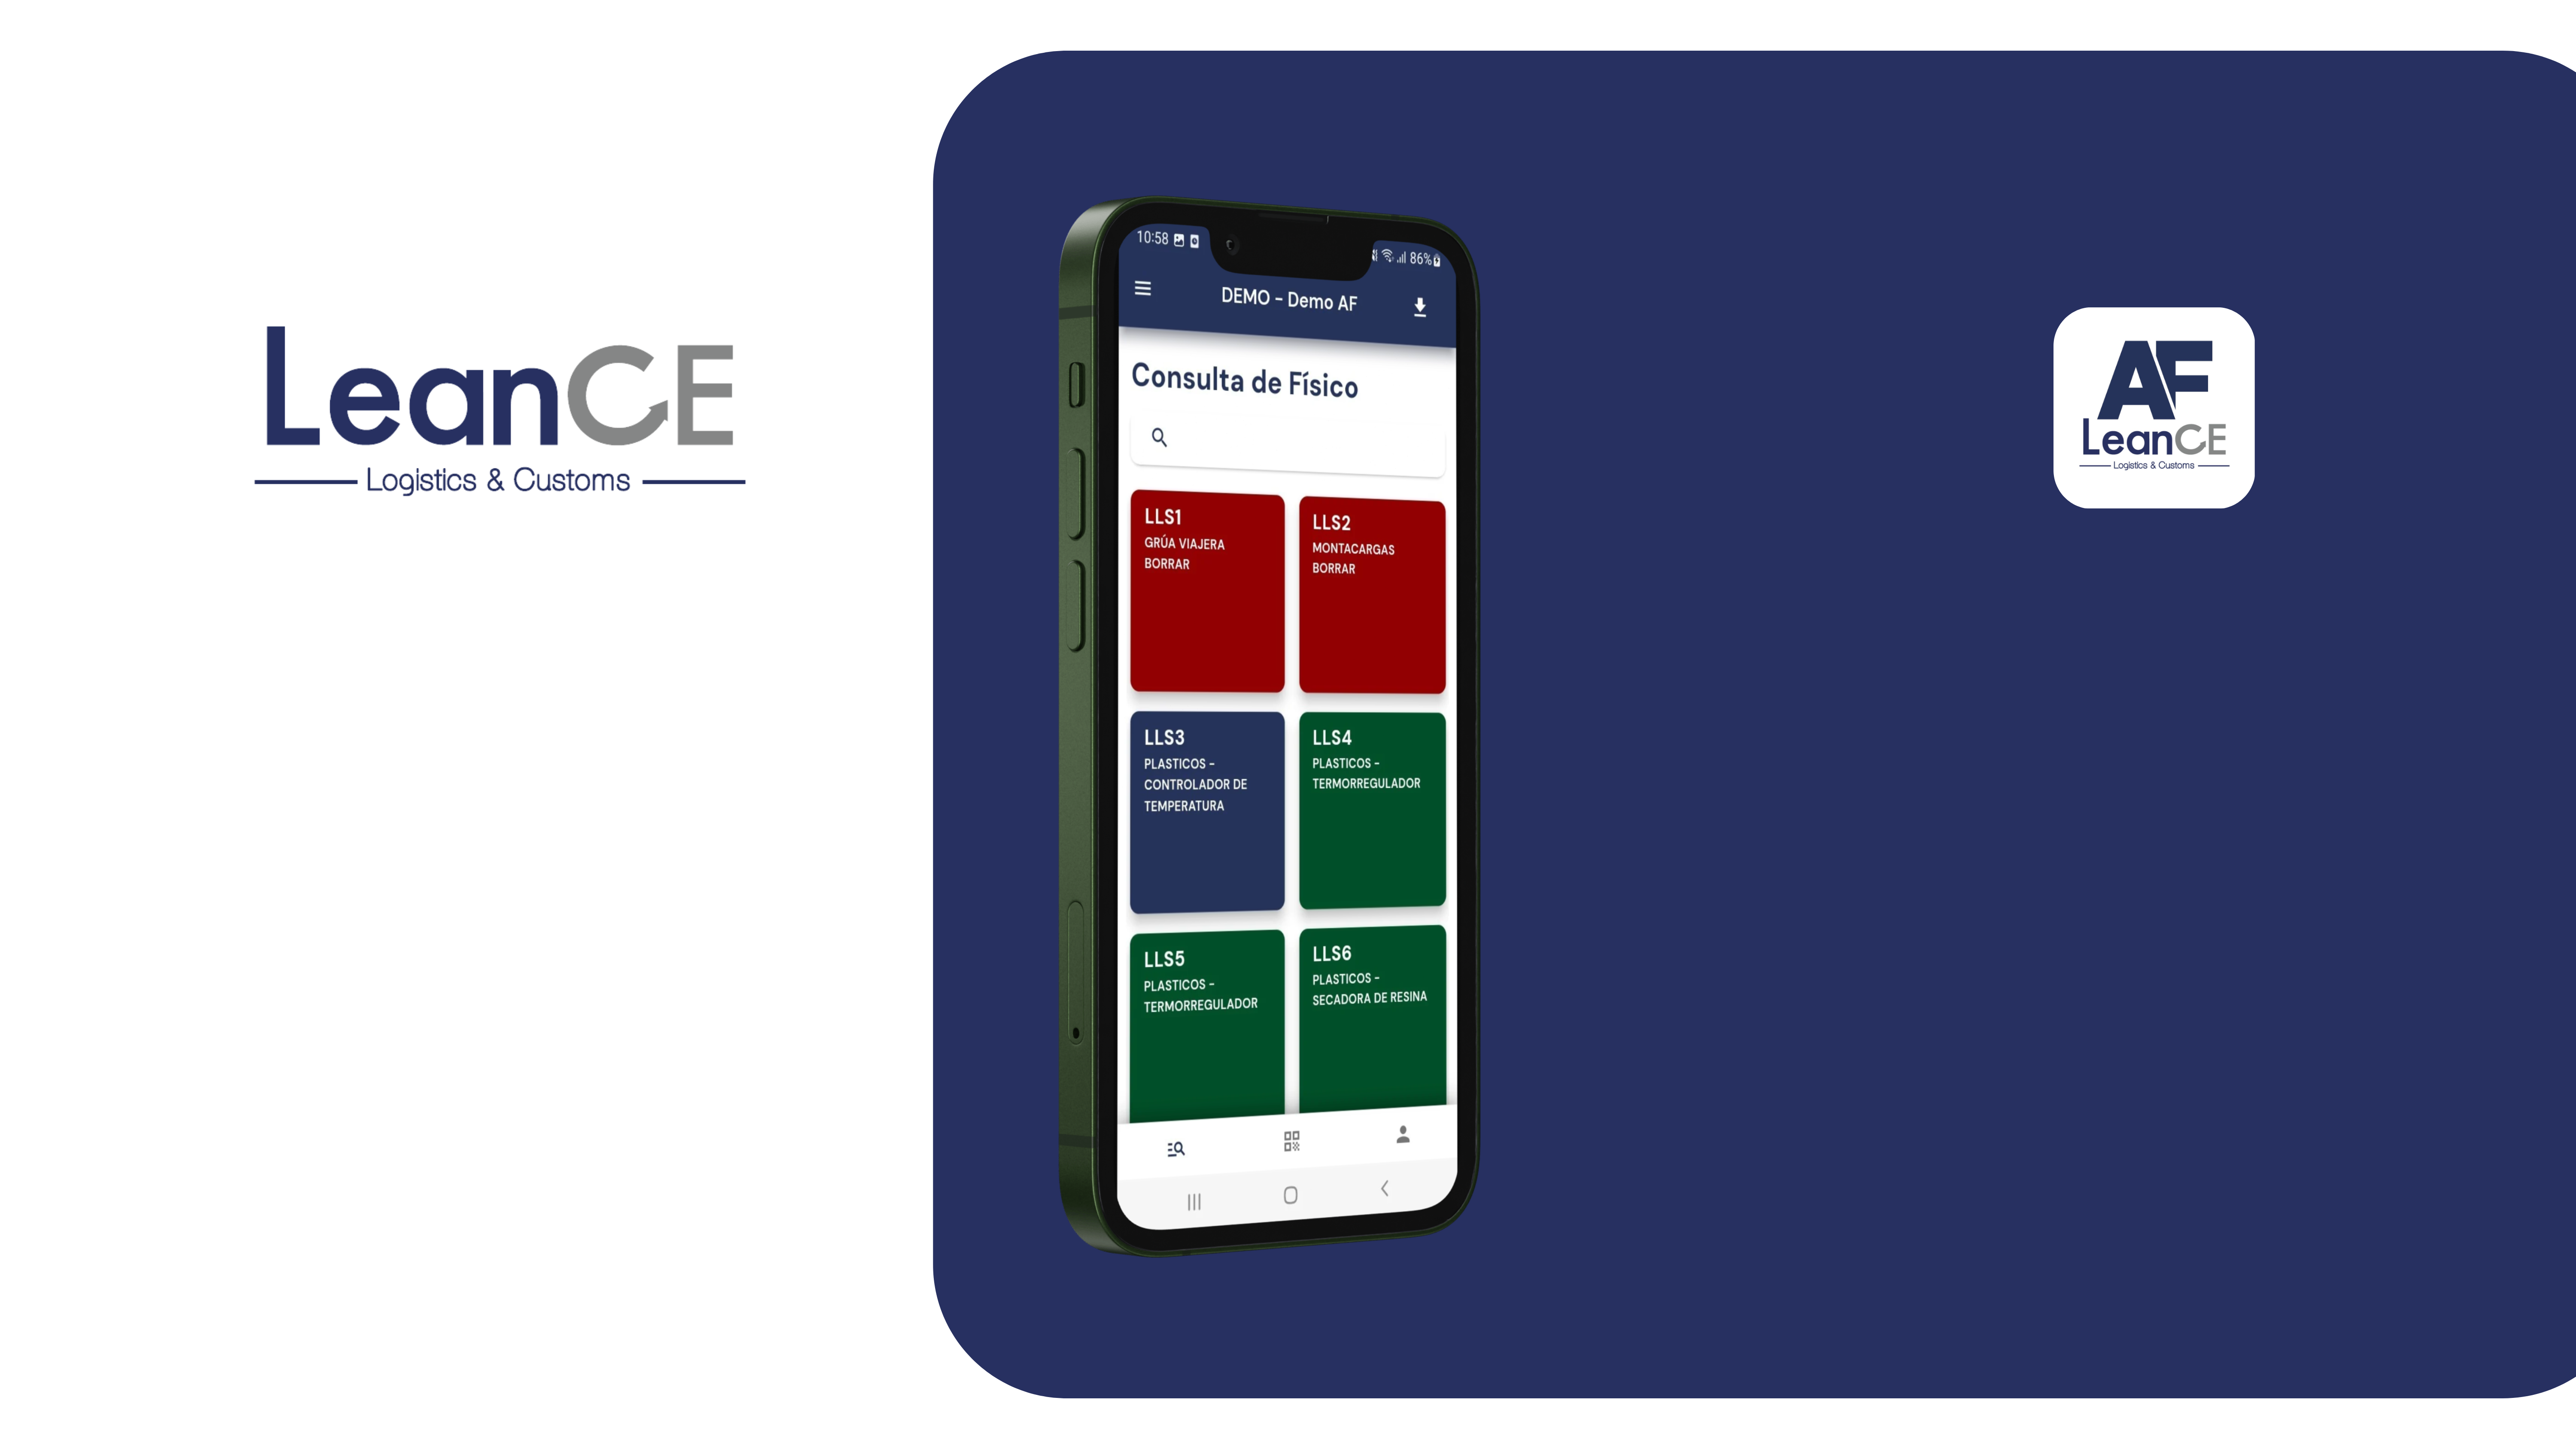 LeanCE
Logistics & Customs
10:58
86%
DEMO - Demo AF
Consulta de Físico
LLS1
GRÚA VIAJERA
BORRAR
LLS2
MONTACARGAS
BORRAR
LLS3
PLASTICOS -
CONTROLADOR DE
TEMPERATURA
LLS4
PLASTICOS -
TERMORREGULADOR
LLS5
PLASTICOS -
TERMORREGULADOR
LLS6
PLASTICOS -
SECADORA DE RESINA
AF
LeanCE
Logistics & Customs